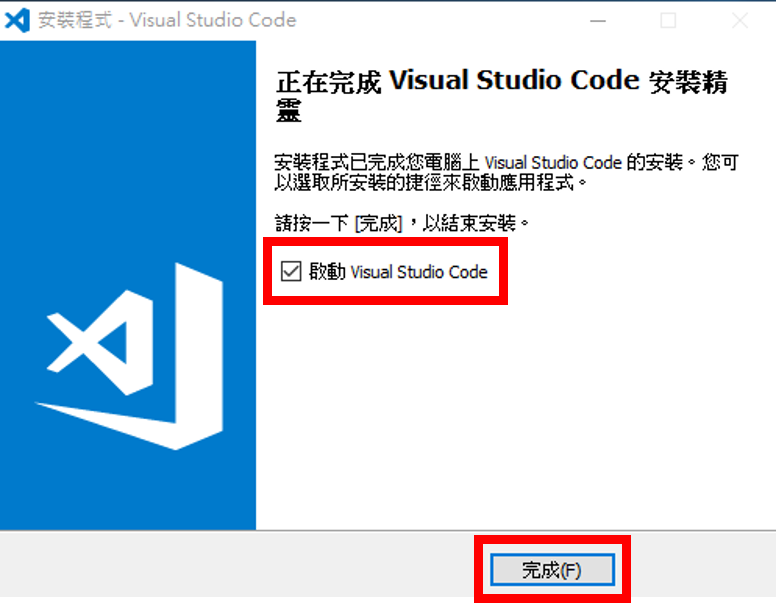 安裝程式 - Visual Studio Code
正在完成 Visual Studio Code 安裝精
靈
安裝程式已完成您電腦上 Visual Studio Code 的安裝。您可
以選取所安裝的捷徑來啟動應用程式。
請按一下 [完成]，以結束安裝。
啟動 Visual Studio Code
完成(F)